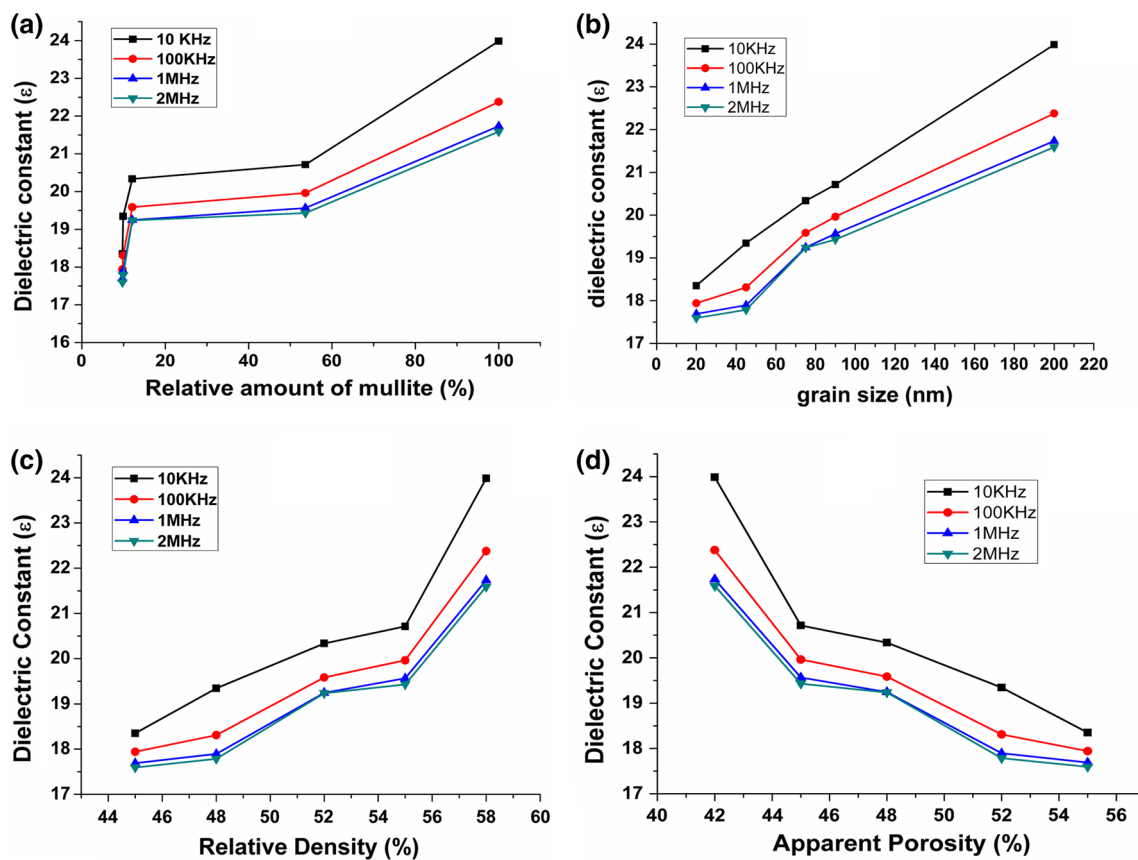 (a)
10 KHz
100KHz
1MHz
2MHz
24
23
22
21
20
19
18
17
16
0 20 40 60 80 100
Dielectric Constant (ε)
Relative amount of mullite (%)
(b)
10KHz
100KHz
1MHz
2MHz
24
23
22
21
20
19
18
17
0 20 40 60 80 100 120 140 160 180 200 220
dielectric constant (ε)
grain size (nm)
(c)
10KHz
100KHz
1MHz
2MHz
24
23
22
21
20
19
18
17
44 46 48 50 52 54 56 58 60
Dielectric Constant (ε)
Relative Density (%)
(d)
10KHz
100KHz
1MHz
2MHz
24
23
22
21
20
19
18
17
40 42 44 46 48 50 52 54 56
Dielectric Constant (ε)
Apparent Porosity (%)